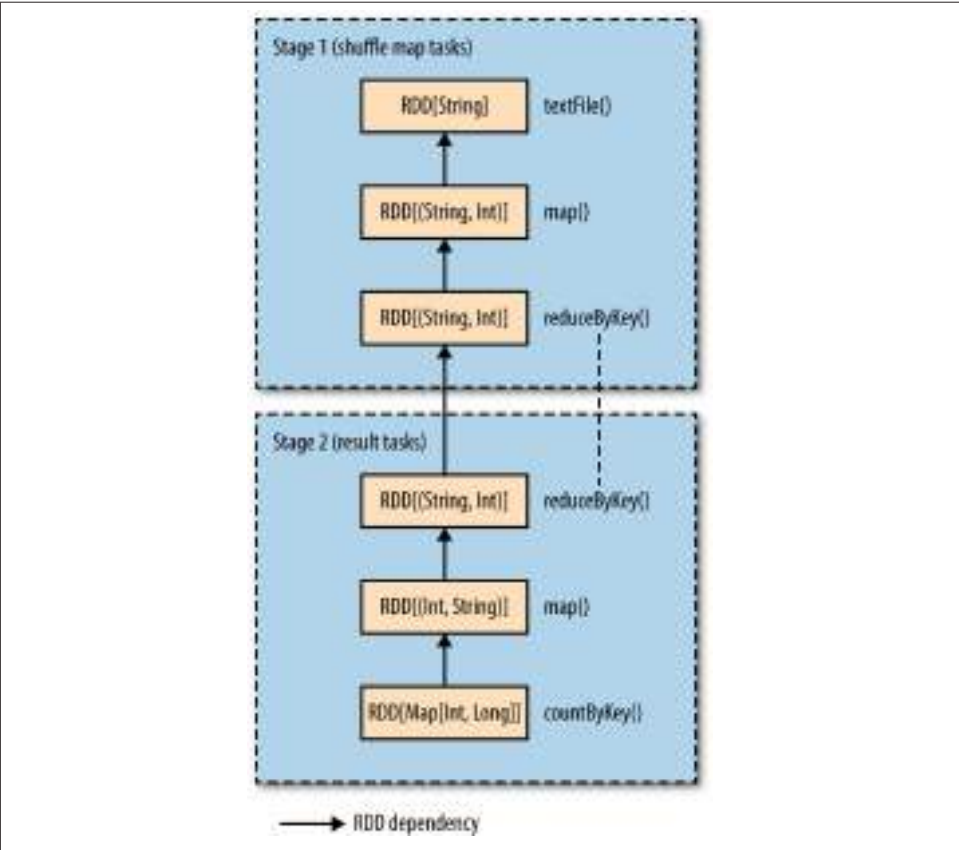 Stage 1 (shuffle map tasks)
RDD[String] textFile()
RDD[(String, Int)] map()
RDD[(String, Int)] reduceByKey()
Stage 2 (result tasks)
RDD[(String, Int)] reduceByKey()
RDD[(Int, String)] map()
RDD[Map[Int, Long]] countByKey()
RDD dependency